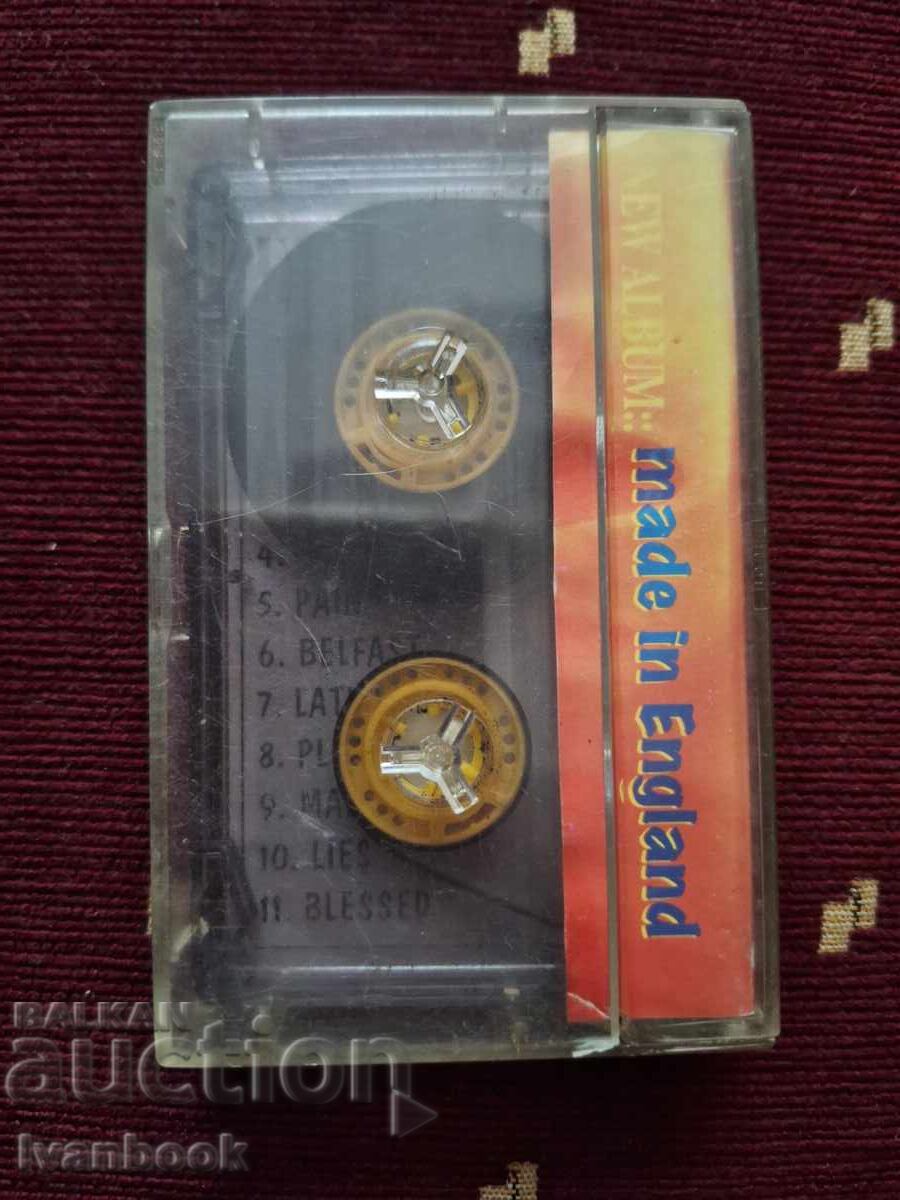 NEW ALBUM:: made in England
4.
5. PAIN
6. BELFAST
7. LAT
8. PL
9. MA
10. LIES
11. BLESSED
BALKAN
auction
Ivanbook